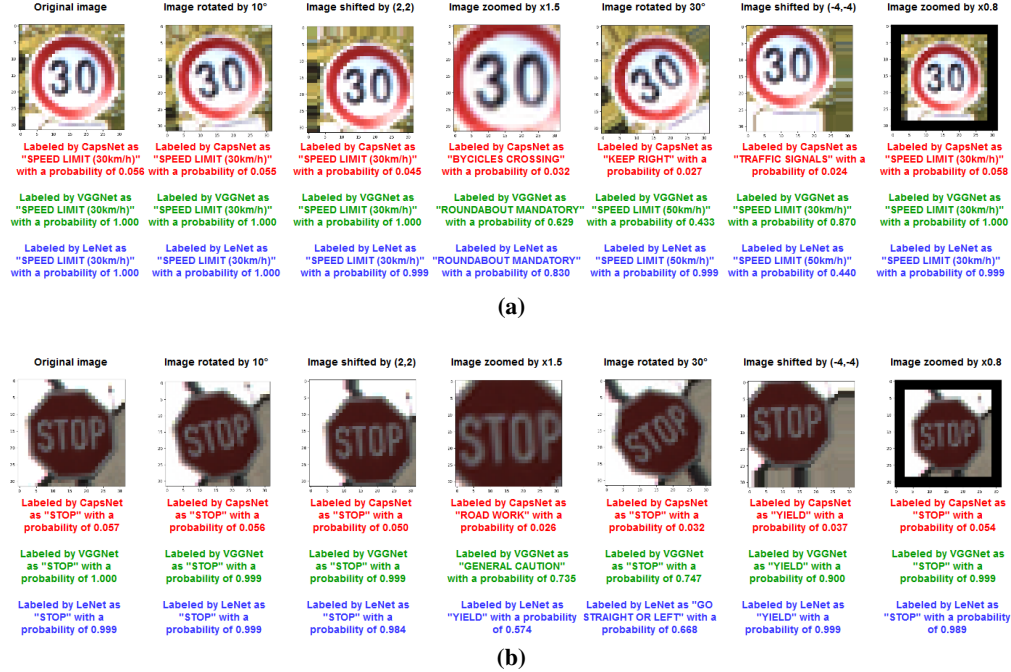 Original image
Image rotated by 10°
Image shifted by (2,2)
Image zoomed by x1.5
Image rotated by 30°
Image shifted by (-4,-4)
Image zoomed by x0.8
30
30
30
30
30
30
30
Labeled by CapsNet as
"SPEED LIMIT (30km/h)"
with a probability of 0.056
Labeled by CapsNet as
"SPEED LIMIT (30km/h)"
with a probability of 0.055
Labeled by CapsNet as
"SPEED LIMIT (30km/h)"
with a probability of 0.045
Labeled by CapsNet as
"BYCICLES CROSSING"
with a probability of 0.032
Labeled by CapsNet as
"KEEP RIGHT" with a
probability of 0.027
Labeled by CapsNet as
"TRAFFIC SIGNALS" with a
probability of 0.024
Labeled by CapsNet as
"SPEED LIMIT (30km/h)"
with a probability of 0.058
Labeled by VGGNet as
"SPEED LIMIT (30km/h)"
with a probability of 1.000
Labeled by VGGNet as
"SPEED LIMIT (30km/h)"
with a probability of 1.000
Labeled by VGGNet as
"SPEED LIMIT (30km/h)"
with a probability of 1.000
Labeled by VGGNet as
"ROUNDABOUT MANDATORY"
with a probability of 0.629
Labeled by VGGNet as
"SPEED LIMIT (50km/h)"
with a probability of 0.433
Labeled by VGGNet as
"SPEED LIMIT (30km/h)"
with a probability of 0.870
Labeled by VGGNet as
"SPEED LIMIT (30km/h)"
with a probability of 1.000
Labeled by LeNet as
"SPEED LIMIT (30km/h)"
with a probability of 1.000
Labeled by LeNet as
"SPEED LIMIT (30km/h)"
with a probability of 1.000
Labeled by LeNet as
"SPEED LIMIT (30km/h)"
with a probability of 0.999
Labeled by LeNet as
"ROUNDABOUT MANDATORY"
with a probability of 0.830
Labeled by LeNet as
"SPEED LIMIT (50km/h)"
with a probability of 0.999
Labeled by LeNet as
"SPEED LIMIT (50km/h)"
with a probability of 0.440
Labeled by LeNet as
"SPEED LIMIT (30km/h)"
with a probability of 0.999
(a)
Original image
Image rotated by 10°
Image shifted by (2,2)
Image zoomed by x1.5
Image rotated by 30°
Image shifted by (-4,-4)
Image zoomed by x0.8
STOP
STOP
STOP
STOP
STOP
STOP
STOP
Labeled by CapsNet
as "STOP" with a
probability of 0.057
Labeled by CapsNet
as "STOP" with a
probability of 0.056
Labeled by CapsNet
as "STOP" with a
probability of 0.050
Labeled by CapsNet as
"ROAD WORK" with a
probability of 0.026
Labeled by CapsNet
as "STOP" with a
probability of 0.032
Labeled by CapsNet
as "YIELD" with a
probability of 0.037
Labeled by CapsNet as
"STOP" with a
probability of 0.054
Labeled by VGGNet
as "STOP" with a
probability of 1.000
Labeled by VGGNet
as "STOP" with a
probability of 0.999
Labeled by VGGNet
as "STOP" with a
probability of 0.999
Labeled by VGGNet as
"GENERAL CAUTION"
with a probability of 0.735
Labeled by VGGNet
as "STOP" with a
probability of 0.747
Labeled by VGGNet
as "YIELD" with a
probability of 0.900
Labeled by VGGNet as
"STOP" with a
probability of 0.999
Labeled by LeNet as
"STOP" with a
probability of 0.999
Labeled by LeNet as
"STOP" with a
probability of 0.999
Labeled by LeNet as
"STOP" with a
probability of 0.984
Labeled by LeNet as
"YIELD" with a probability
of 0.574
Labeled by LeNet as "GO
STRAIGHT OR LEFT" with a
probability of 0.668
Labeled by LeNet as
"YIELD" with a
probability of 0.999
Labeled by LeNet as
"STOP" with a probability
of 0.989
(b)